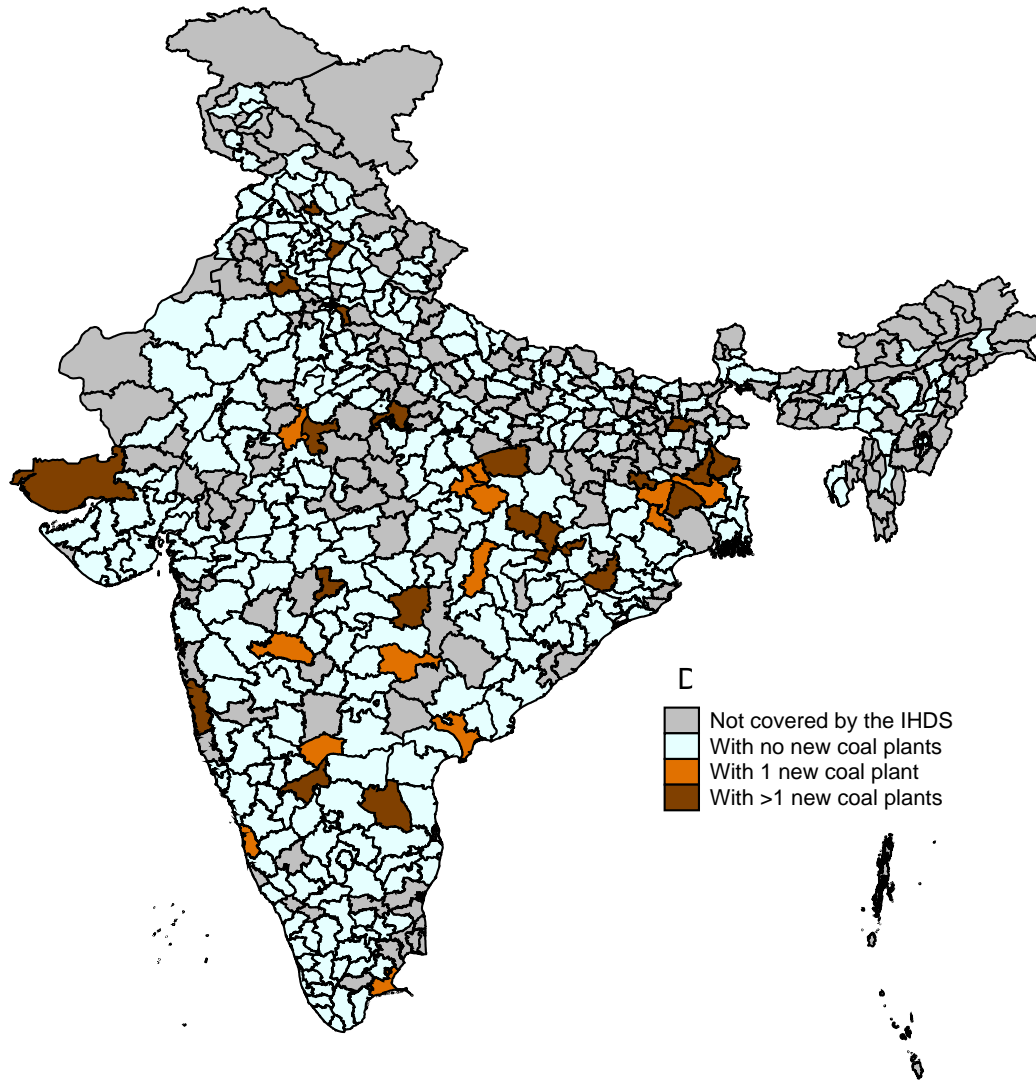 D
Not covered by the IHDS
With no new coal plants
With 1 new coal plant
With >1 new coal plants